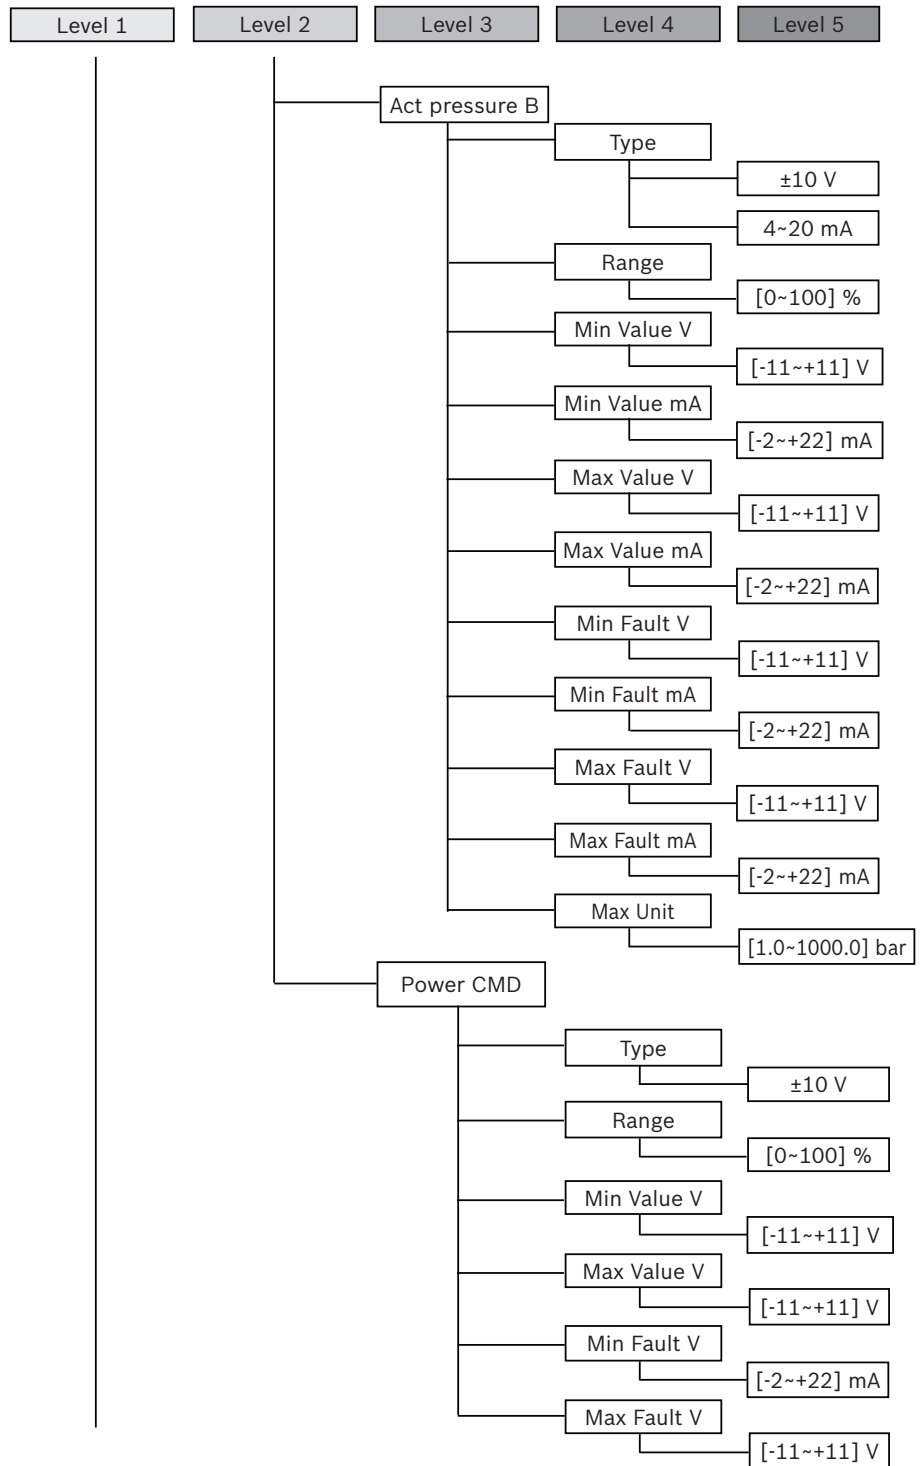 Level 1 Level 2 Level 3 Level 4 Level 5
Act pressure B
Type
±10 V
4~20 mA
Range
[0~100] %
Min Value V
[-11~+11] V
Min Value mA
[-2~+22] mA
Max Value V
[-11~+11] V
Max Value mA
[-2~+22] mA
Min Fault V
[-11~+11] V
Min Fault mA
[-2~+22] mA
Max Fault V
[-11~+11] V
Max Fault mA
[-2~+22] mA
Max Unit
[1.0~1000.0] bar
Power CMD
Type
±10 V
Range
[0~100] %
Min Value V
[-11~+11] V
Max Value V
[-11~+11] V
Min Fault V
[-2~+22] mA
Max Fault V
[-11~+11] V